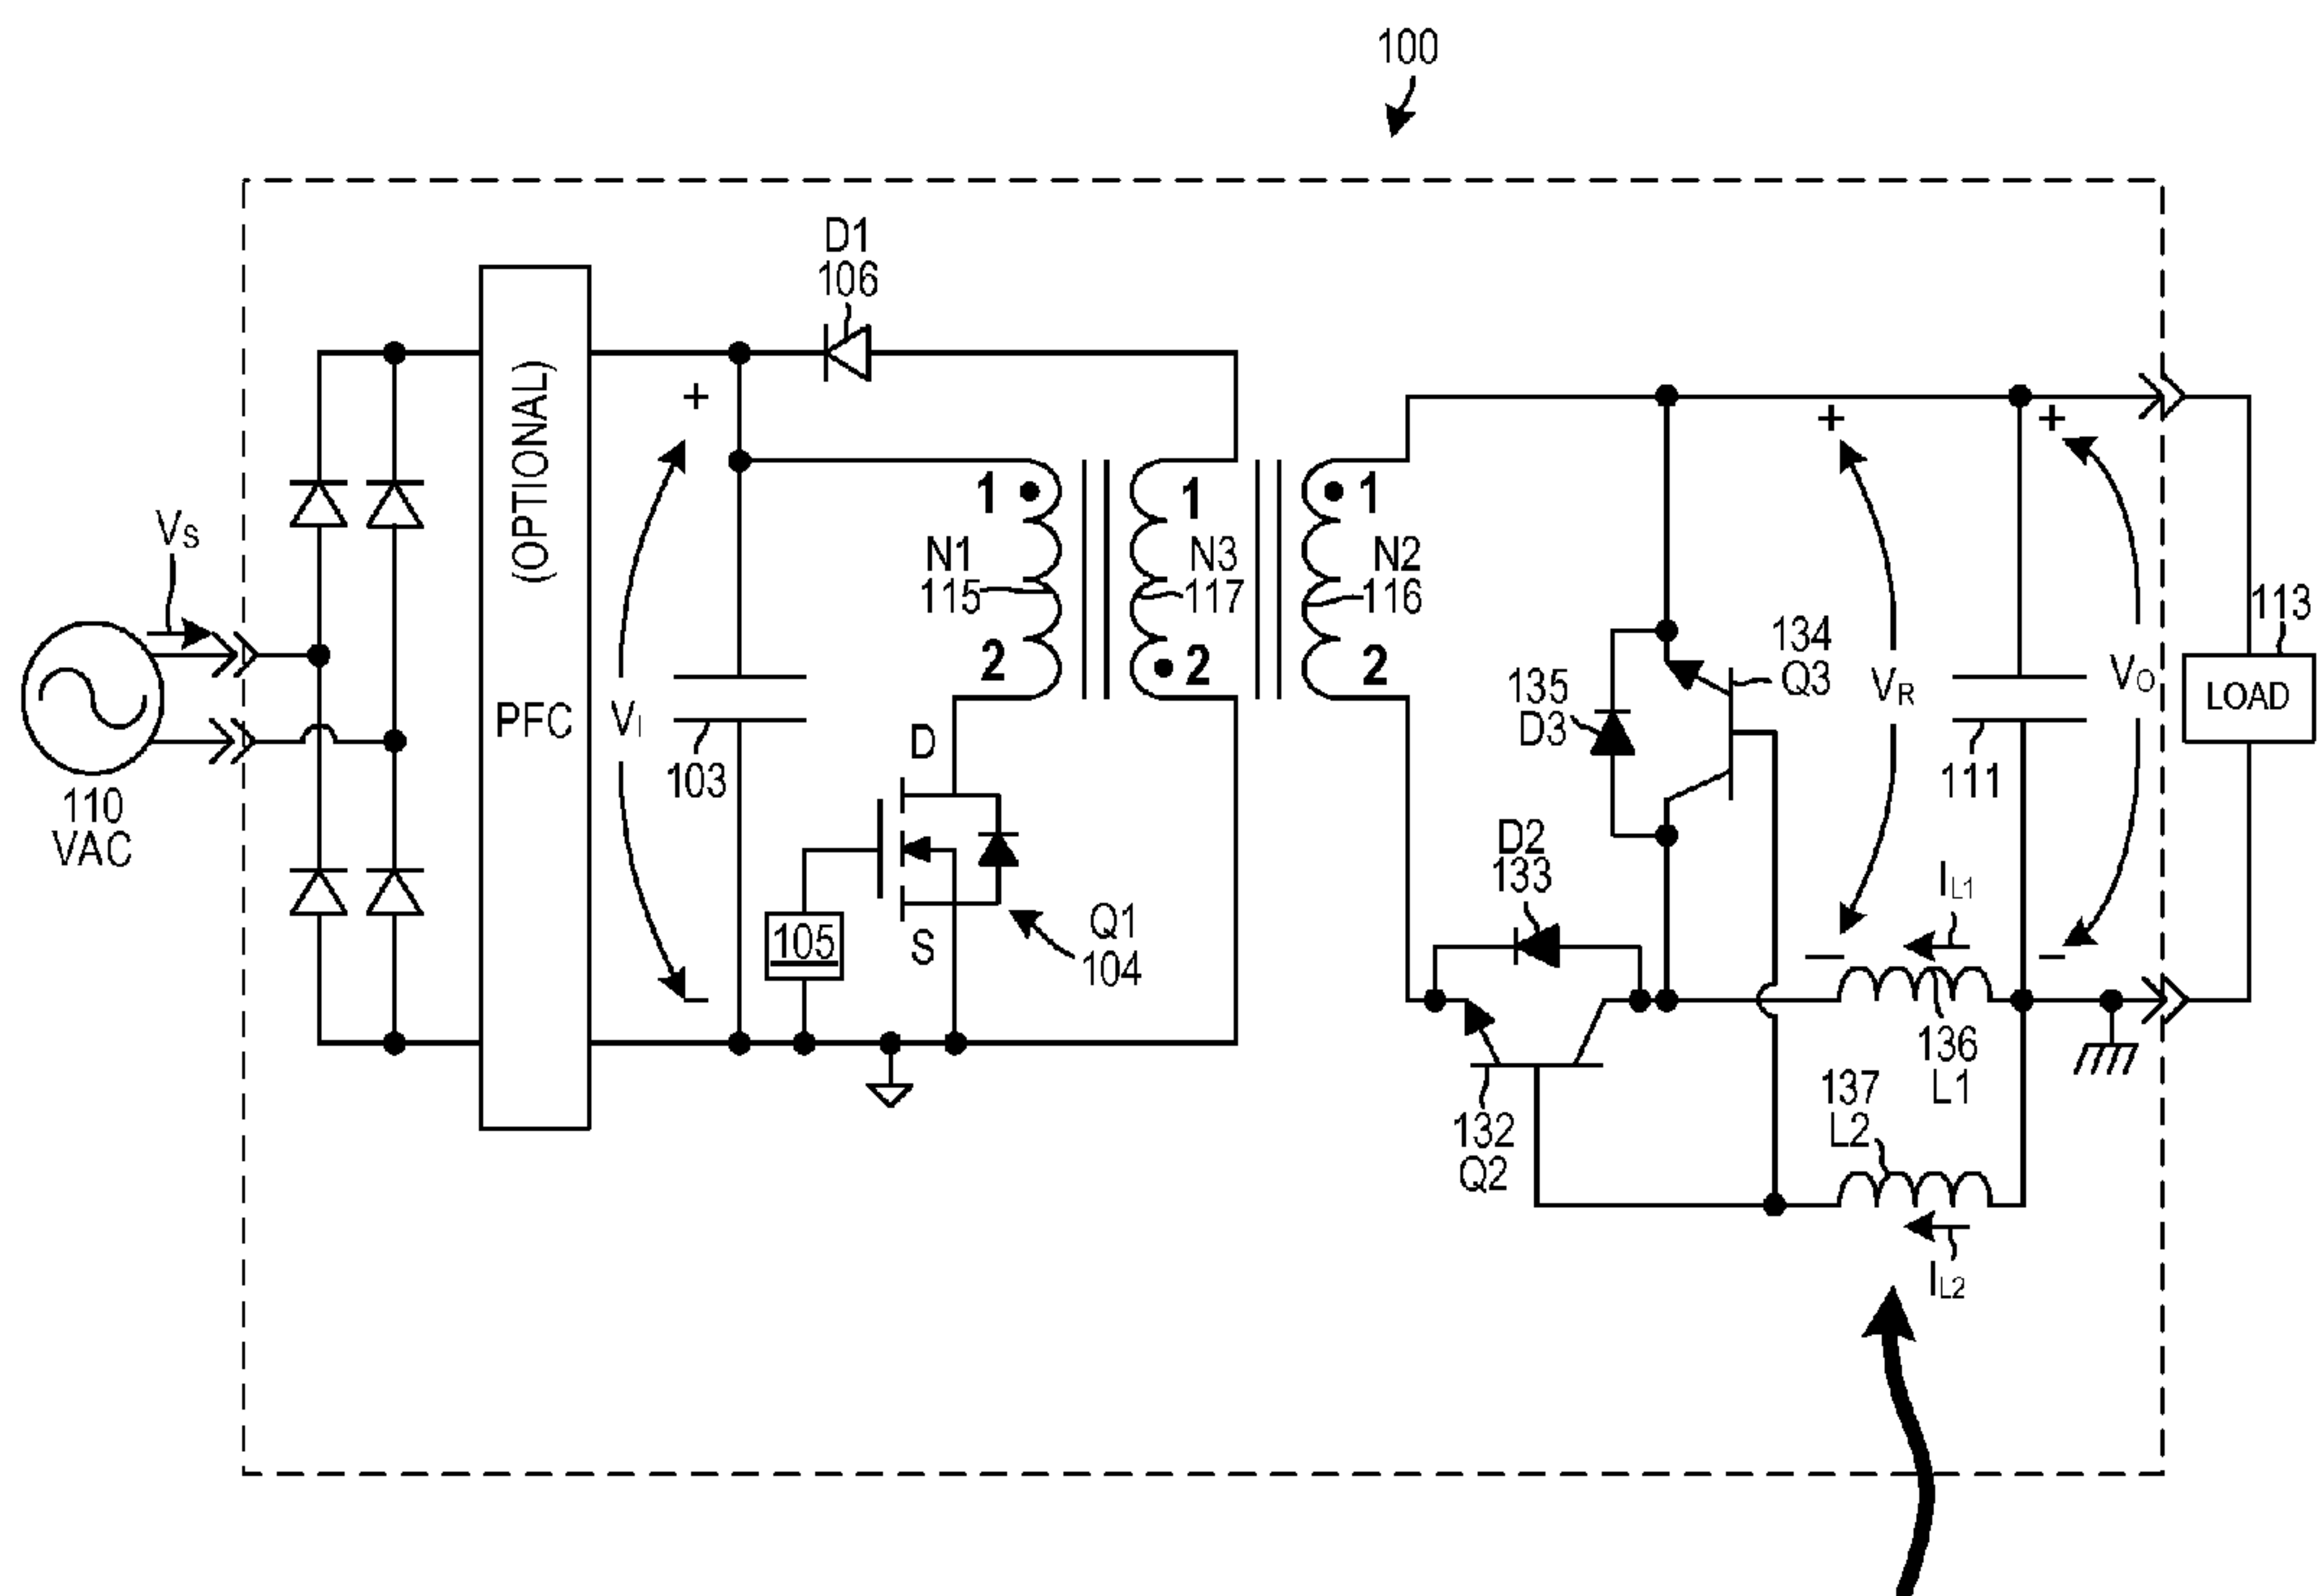 100
D1
106
(OPTIONAL)
PFC
+
VI
−
103
VS
110
VAC
1
N1
115
2
1
N3
117
2
1
N2
116
2
D
S
105
Q1
104
135
D3
134
Q3
D2
133
132
Q2
+
VR
−
+
VO
−
111
113
LOAD
IL1
136
L1
137
L2
IL2